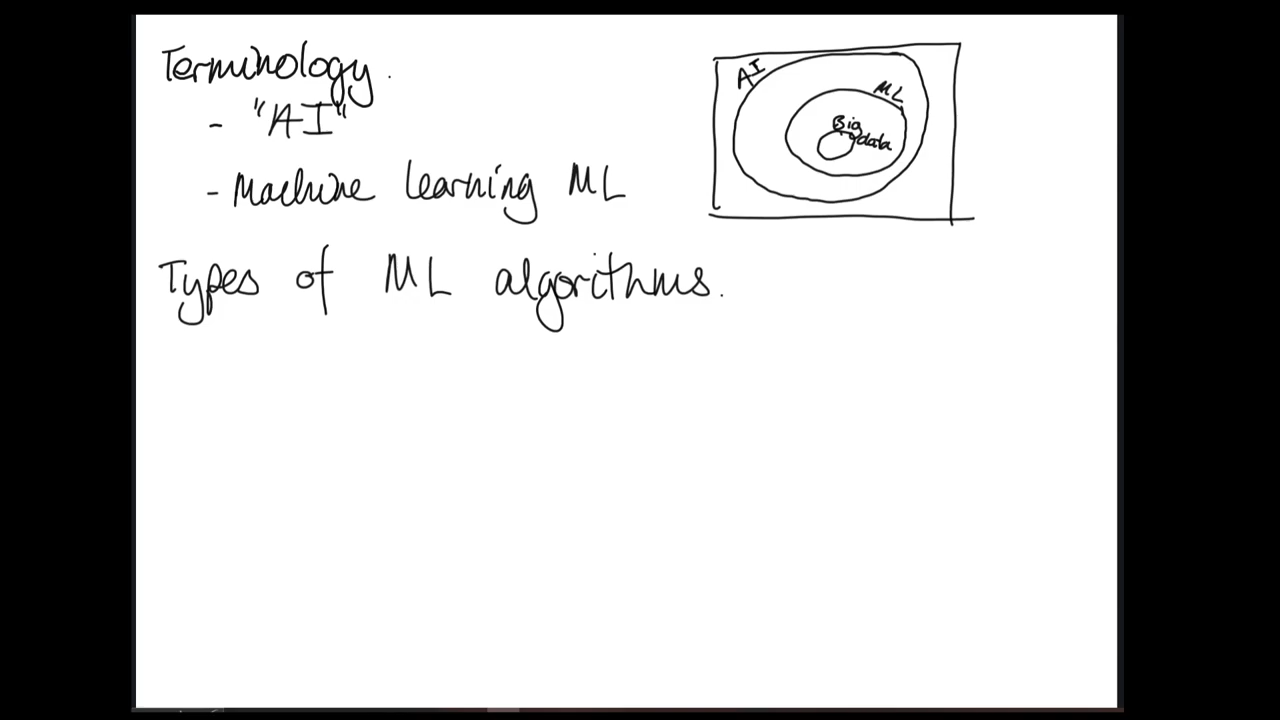 Terminology.
- "AI"
- Machine learning ML
AI
ML
Big
data
Types of ML algorithms.